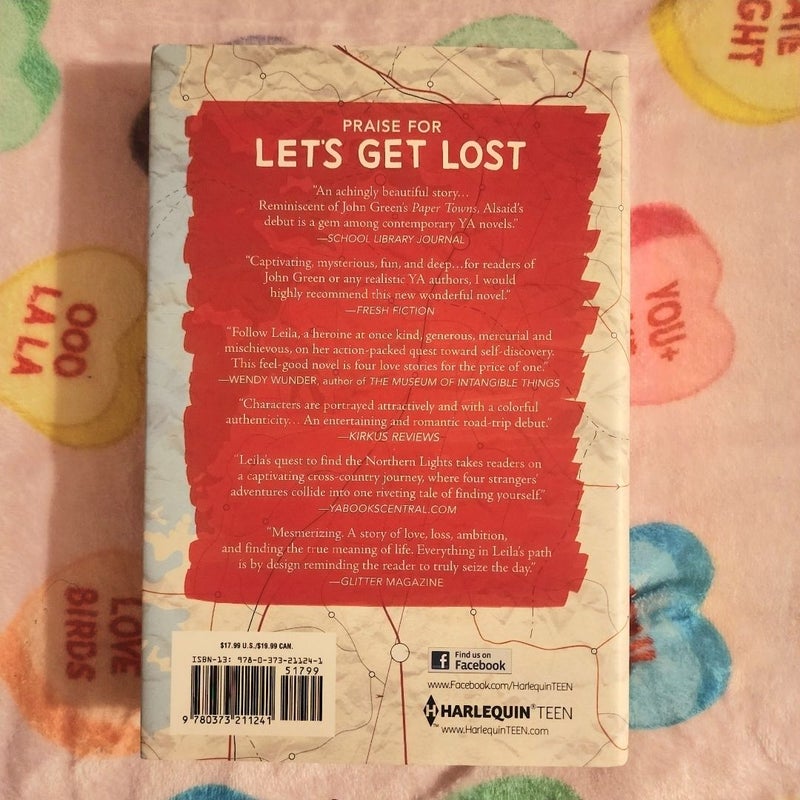 PRAISE FOR
LET'S GET LOST
"An achingly beautiful story...
Reminiscent of John Green's Paper Towns, Alsaid's
debut is a gem among contemporary YA novels."
—SCHOOL LIBRARY JOURNAL
"Captivating, mysterious, fun, and deep...for readers of
John Green or any realistic YA authors, I would
highly recommend this new wonderful novel."
—FRESH FICTION
"Follow Leila, a heroine at once kind, generous, mercurial and
mischievous, on her action-packed quest toward self-discovery.
This feel-good novel is four love stories for the price of one."
—WENDY WUNDER, author of THE MUSEUM OF INTANGIBLE THINGS
"Characters are portrayed attractively and with a colorful
authenticity... An entertaining and romantic road-trip debut."
—KIRKUS REVIEWS
"Leila's quest to find the Northern Lights takes readers on
a captivating cross-country journey, where four strangers'
adventures collide into one riveting tale of finding yourself."
—YABOOKSCENTRAL.COM
"Mesmerizing. A story of love, loss, ambition,
and finding the true meaning of life. Everything in Leila's path
is by design reminding the reader to truly seize the day."
—GLITTER MAGAZINE
$17.99 U.S./$19.99 CAN.
ISBN-13: 978-0-373-21124-1
51799
9 780373 211241
f Find us on
Facebook
www.Facebook.com/HarlequinTEEN
HARLEQUIN® TEEN
™
www.HarlequinTEEN.com
OOO
LA LA
LOVE
BIRDS
YOU+
GHT